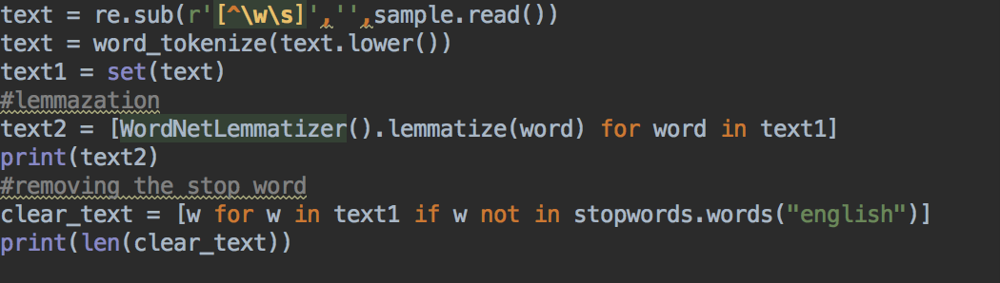 text = re.sub(r'[^\w\s]','',sample.read())
text = word_tokenize(text.lower())
text1 = set(text)
#lemmazation
text2 = [WordNetLemmatizer().lemmatize(word) for word in text1]
print(text2)
#removing the stop word
clear_text = [w for w in text1 if w not in stopwords.words("english")]
print(len(clear_text))